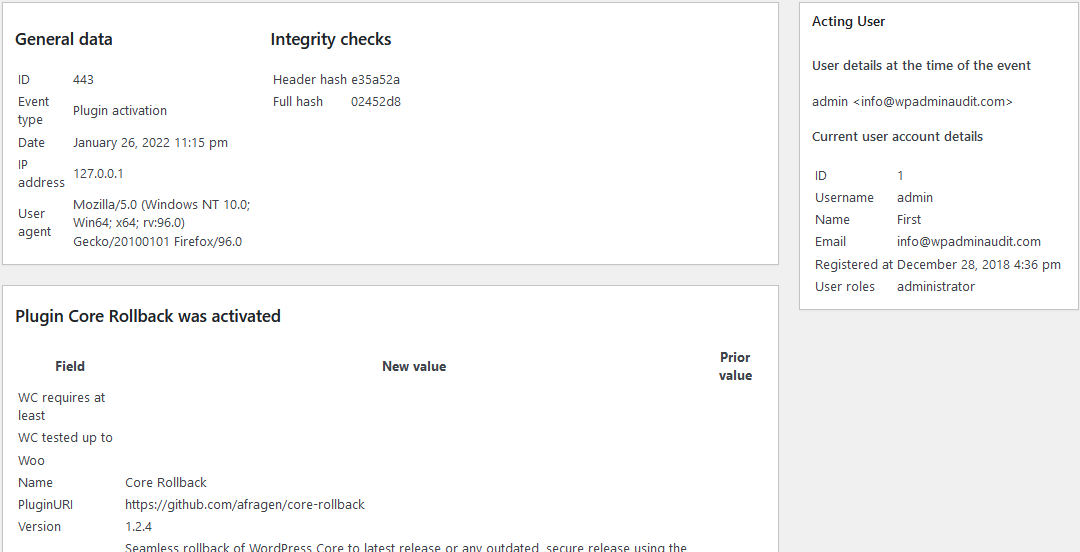 General data
ID 443
Event type Plugin activation
Date January 26, 2022 11:15 pm
IP address 127.0.0.1
User agent Mozilla/5.0 (Windows NT 10.0;
Win64; x64; rv:96.0)
Gecko/20100101 Firefox/96.0
Integrity checks
Header hash e35a52a
Full hash 02452d8
Plugin Core Rollback was activated
Field New value Prior value
WC requires at least
WC tested up to
Woo
Name Core Rollback
PluginURI https://github.com/afragen/core-rollback
Version 1.2.4
Seamless rollback of WordPress Core to latest release or any outdated, secure release using the
Acting User
User details at the time of the event
admin <info@wpadminaudit.com>
Current user account details
ID 1
Username admin
Name First
Email info@wpadminaudit.com
Registered at December 28, 2018 4:36 pm
User roles administrator